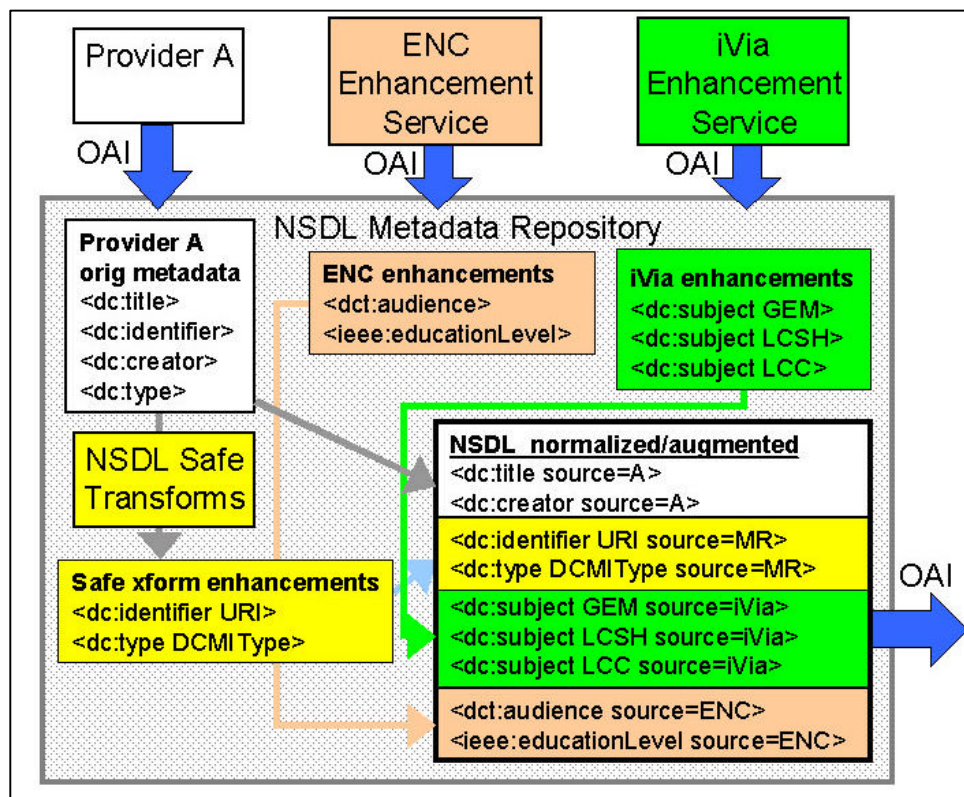 Provider A
ENC
Enhancement
Service
iVia
Enhancement
Service
OAI
OAI
OAI
NSDL Metadata Repository
Provider A
orig metadata
<dc:title>
<dc:identifier>
<dc:creator>
<dc:type>
ENC enhancements
<dct:audience>
<ieee:educationLevel>
iVia enhancements
<dc:subject GEM>
<dc:subject LCSH>
<dc:subject LCC>
NSDL Safe
Transforms
Safe xform enhancements
<dc:identifier URI>
<dc:type DCMIType>
NSDL normalized/augmented
<dc:title source=A>
<dc:creator source=A>
<dc:identifier URI source=MR>
<dc:type DCMIType source=MR>
<dc:subject GEM source=iVia>
<dc:subject LCSH source=iVia>
<dc:subject LCC source=iVia>
<dct:audience source=ENC>
<ieee:educationLevel source=ENC>
OAI